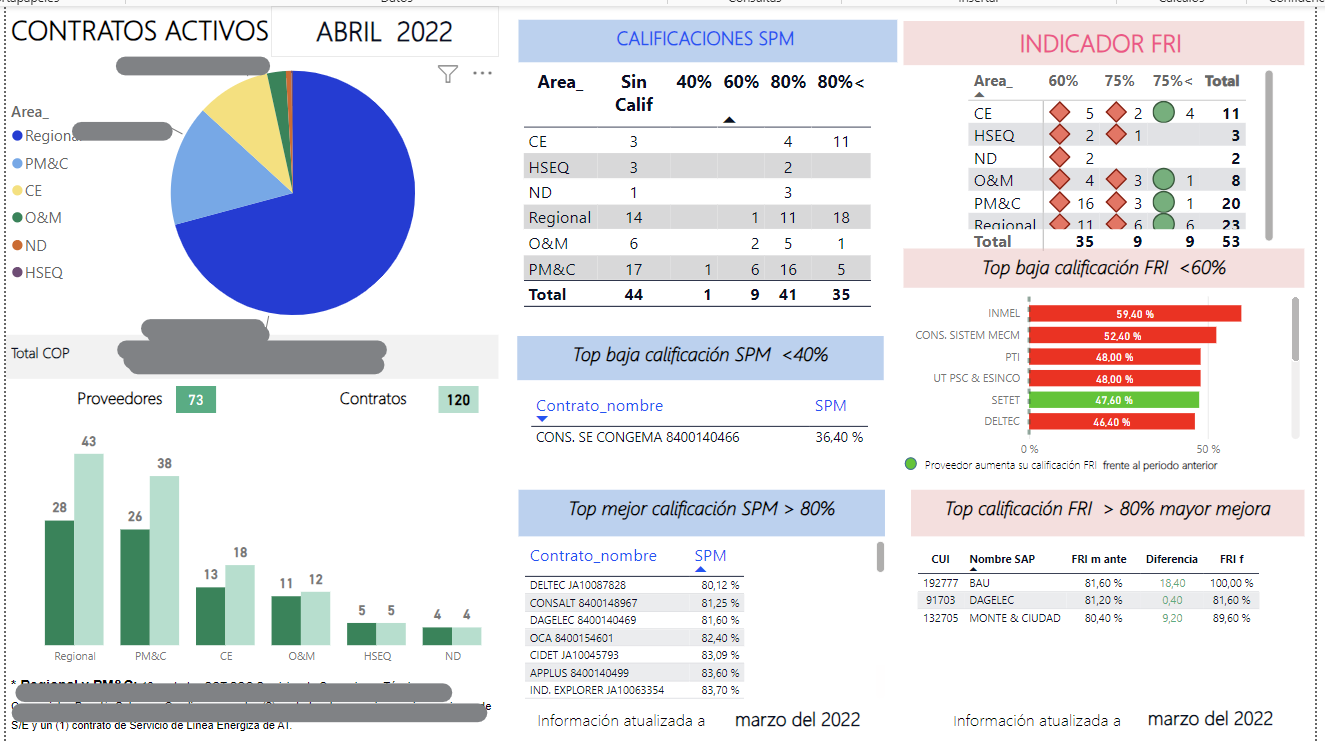 Datos
Consultas
Insertar
Cálculos
CONTRATOS ACTIVOS
ABRIL 2022
Area_
Regional
PM&C
CE
O&M
ND
HSEQ
Total COP
Proveedores 73
Contratos 120
43
38
28
26
18
13
11 12
5 5
4 4
Regional PM&C CE O&M HSEQ ND
* Regional y PM&C:
S/E y un (1) contrato de Servicio de Línea Energiza de AT.
CALIFICACIONES SPM
Area_ Sin Calif 40% 60% 80% 80%<
CE 3 4 11
HSEQ 3 2
ND 1 3
Regional 14 1 11 18
O&M 6 2 5 1
PM&C 17 1 6 16 5
Total 44 1 9 41 35
Top baja calificación SPM <40%
Contrato_nombre SPM
CONS. SE CONGEMA 8400140466 36,40 %
Top mejor calificación SPM > 80%
Contrato_nombre SPM
DELTEC JA10087828 80,12 %
CONSALT 8400148967 81,25 %
DAGELEC 8400140469 81,60 %
OCA 8400154601 82,40 %
CIDET JA10045793 83,09 %
APPLUS 8400140499 83,60 %
IND. EXPLORER JA10063354 83,70 %
Información actualizada a marzo del 2022
INDICADOR FRI
Area_ 60% 75% 75%< Total
CE 5 2 4 11
HSEQ 2 1 3
ND 2 2
O&M 4 3 1 8
PM&C 16 3 1 20
Regional 11 6 6 23
Total 35 9 9 53
Top baja calificación FRI <60%
INMEL 59,40 %
CONS. SISTEM MECM 52,40 %
PTI 48,00 %
UT PSC & ESINCO 48,00 %
SETET 47,60 %
DELTEC 46,40 %
0 % 50 %
Proveedor aumenta su calificación FRI frente al periodo anterior
Top calificación FRI > 80% mayor mejora
CUI Nombre SAP FRI m ante Diferencia FRI f
192777 BAU 81,60 % 18,40 100,00 %
91703 DAGELEC 81,20 % 0,40 81,60 %
132705 MONTE & CIUDAD 80,40 % 9,20 89,60 %
Información actualizada a marzo del 2022